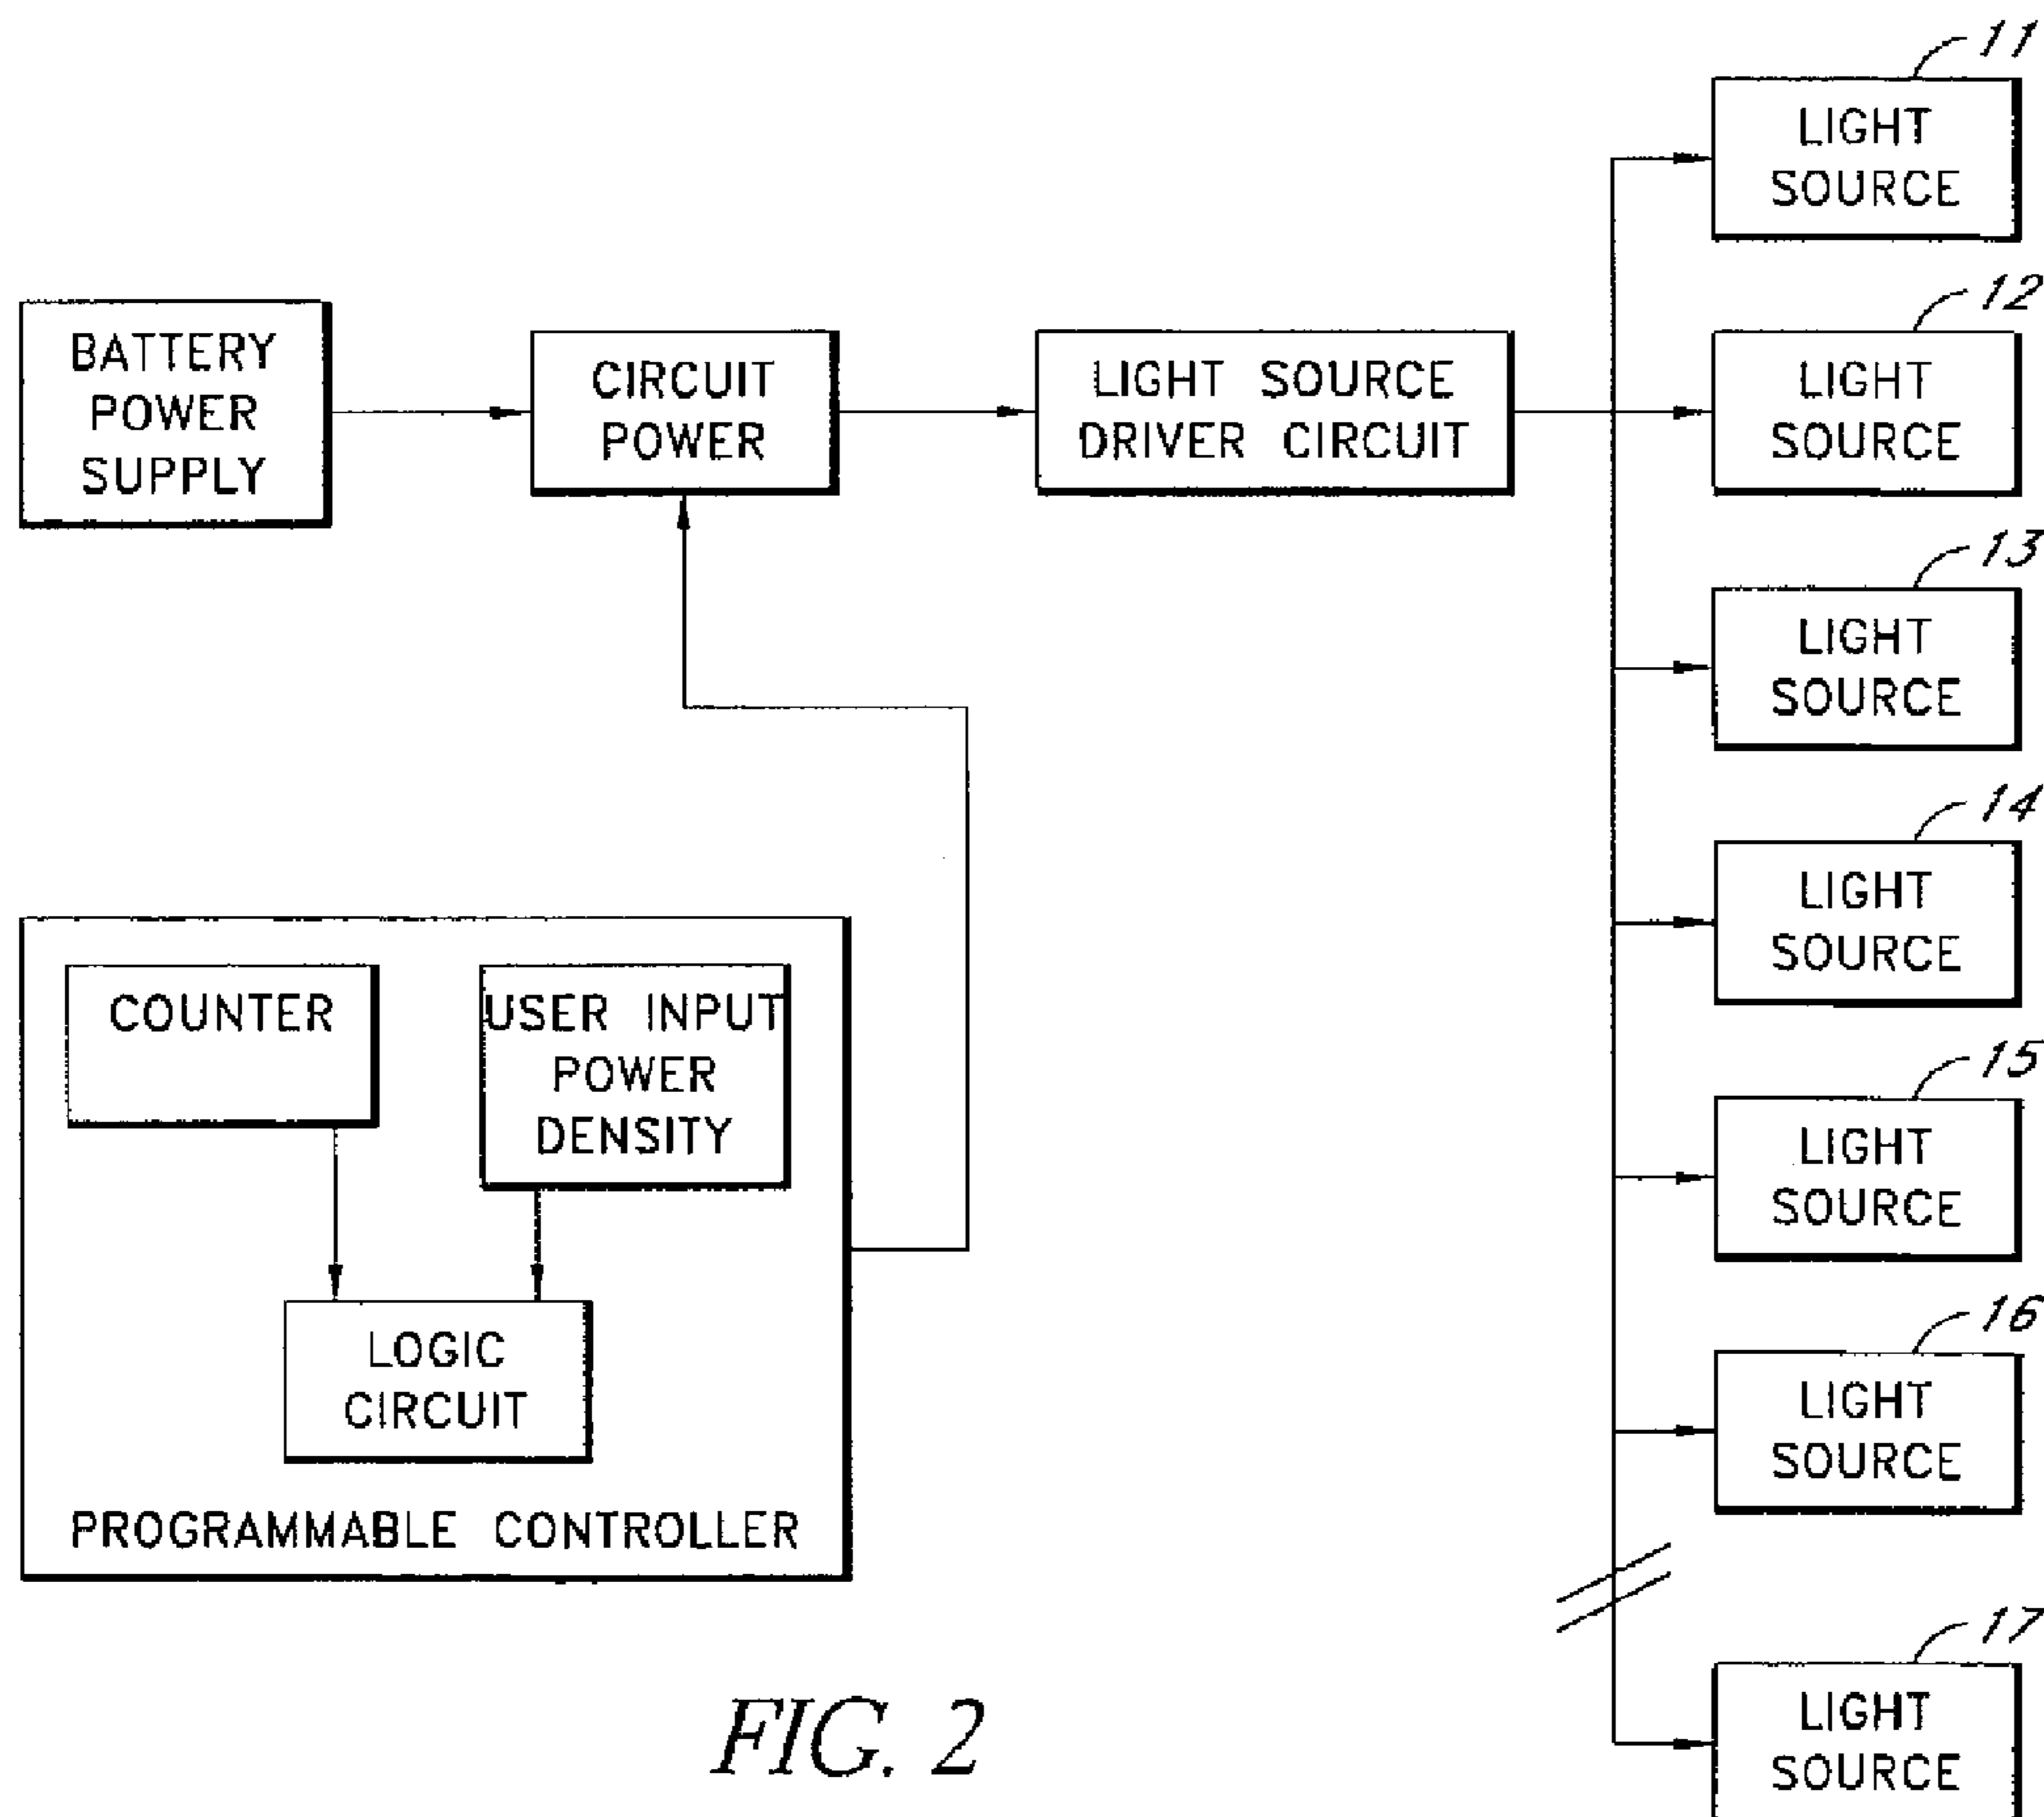 BATTERY
POWER
SUPPLY
CIRCUIT
POWER
LIGHT SOURCE
DRIVER CIRCUIT
11
LIGHT
SOURCE
12
LIGHT
SOURCE
13
LIGHT
SOURCE
14
LIGHT
SOURCE
15
LIGHT
SOURCE
16
LIGHT
SOURCE
17
LIGHT
SOURCE
COUNTER
USER INPUT
POWER
DENSITY
LOGIC
CIRCUIT
PROGRAMMABLE CONTROLLER
FIG. 2